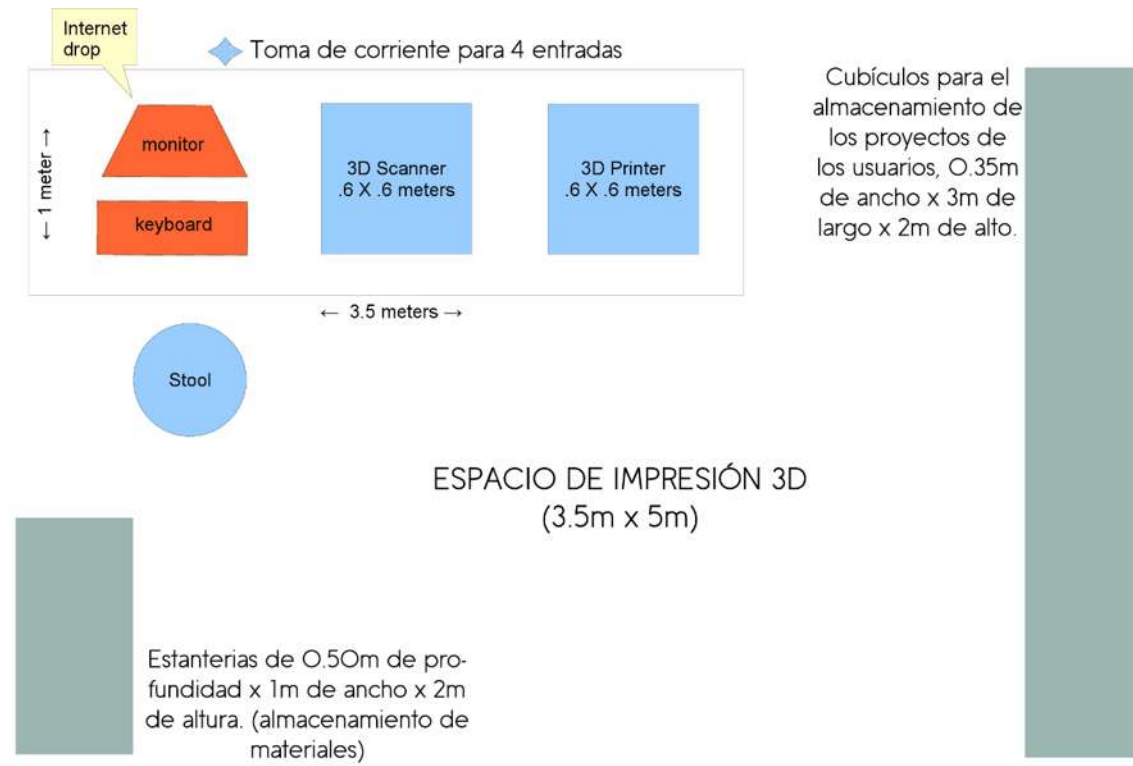 Internet
drop
Toma de corriente para 4 entradas
← 1 meter →
monitor
keyboard
3D Scanner
.6 X .6 meters
3D Printer
.6 X .6 meters
← 3.5 meters →
Stool
Cubículos para el
almacenamiento de
los proyectos de
los usuarios, 0.35m
de ancho x 3m de
largo x 2m de alto.
ESPACIO DE IMPRESIÓN 3D
(3.5m x 5m)
Estanterias de 0.50m de pro-
fundidad x 1m de ancho x 2m
de altura. (almacenamiento de
materiales)